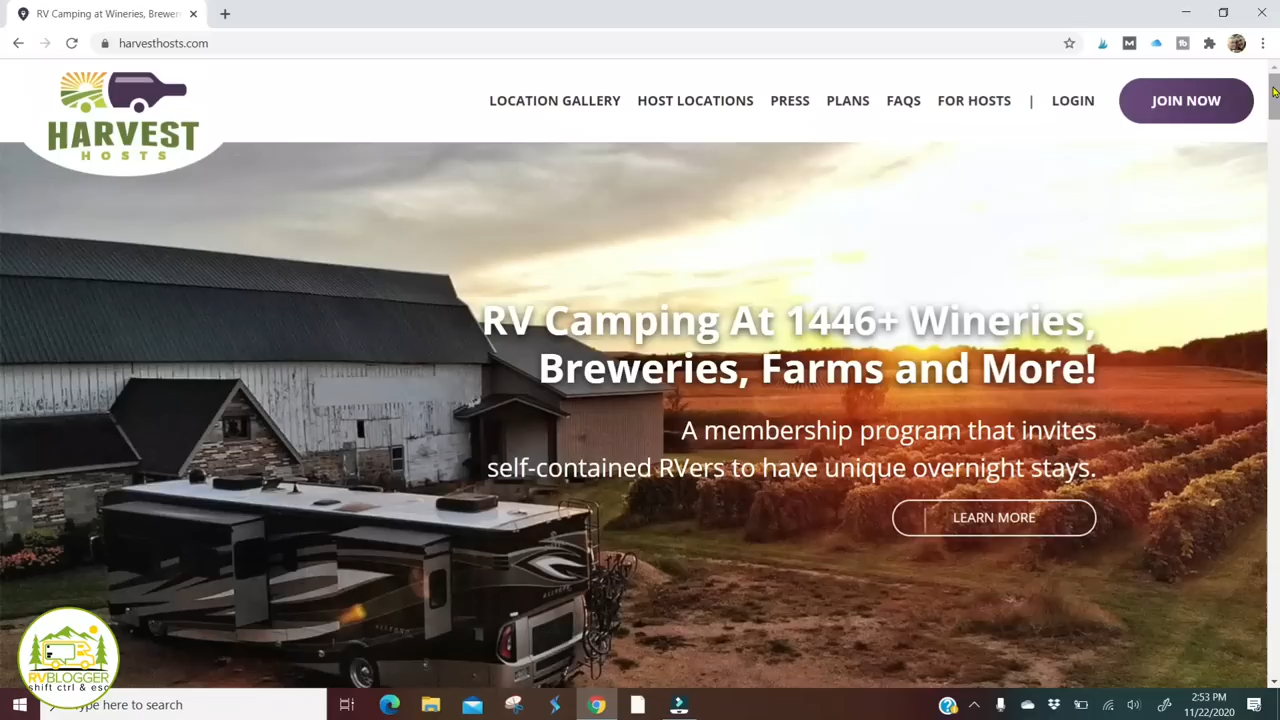 RV Camping at Wineries, Brewer
harvesthosts.com
HARVEST
HOSTS
LOCATION GALLERY HOST LOCATIONS PRESS PLANS FAQS FOR HOSTS | LOGIN JOIN NOW
RV Camping At 1446+ Wineries,
Breweries, Farms and More!
A membership program that invites
self-contained RVers to have unique overnight stays.
LEARN MORE
RVBLOGGER
shift ctrl & esc
Type here to search
2:53 PM
11/22/2020